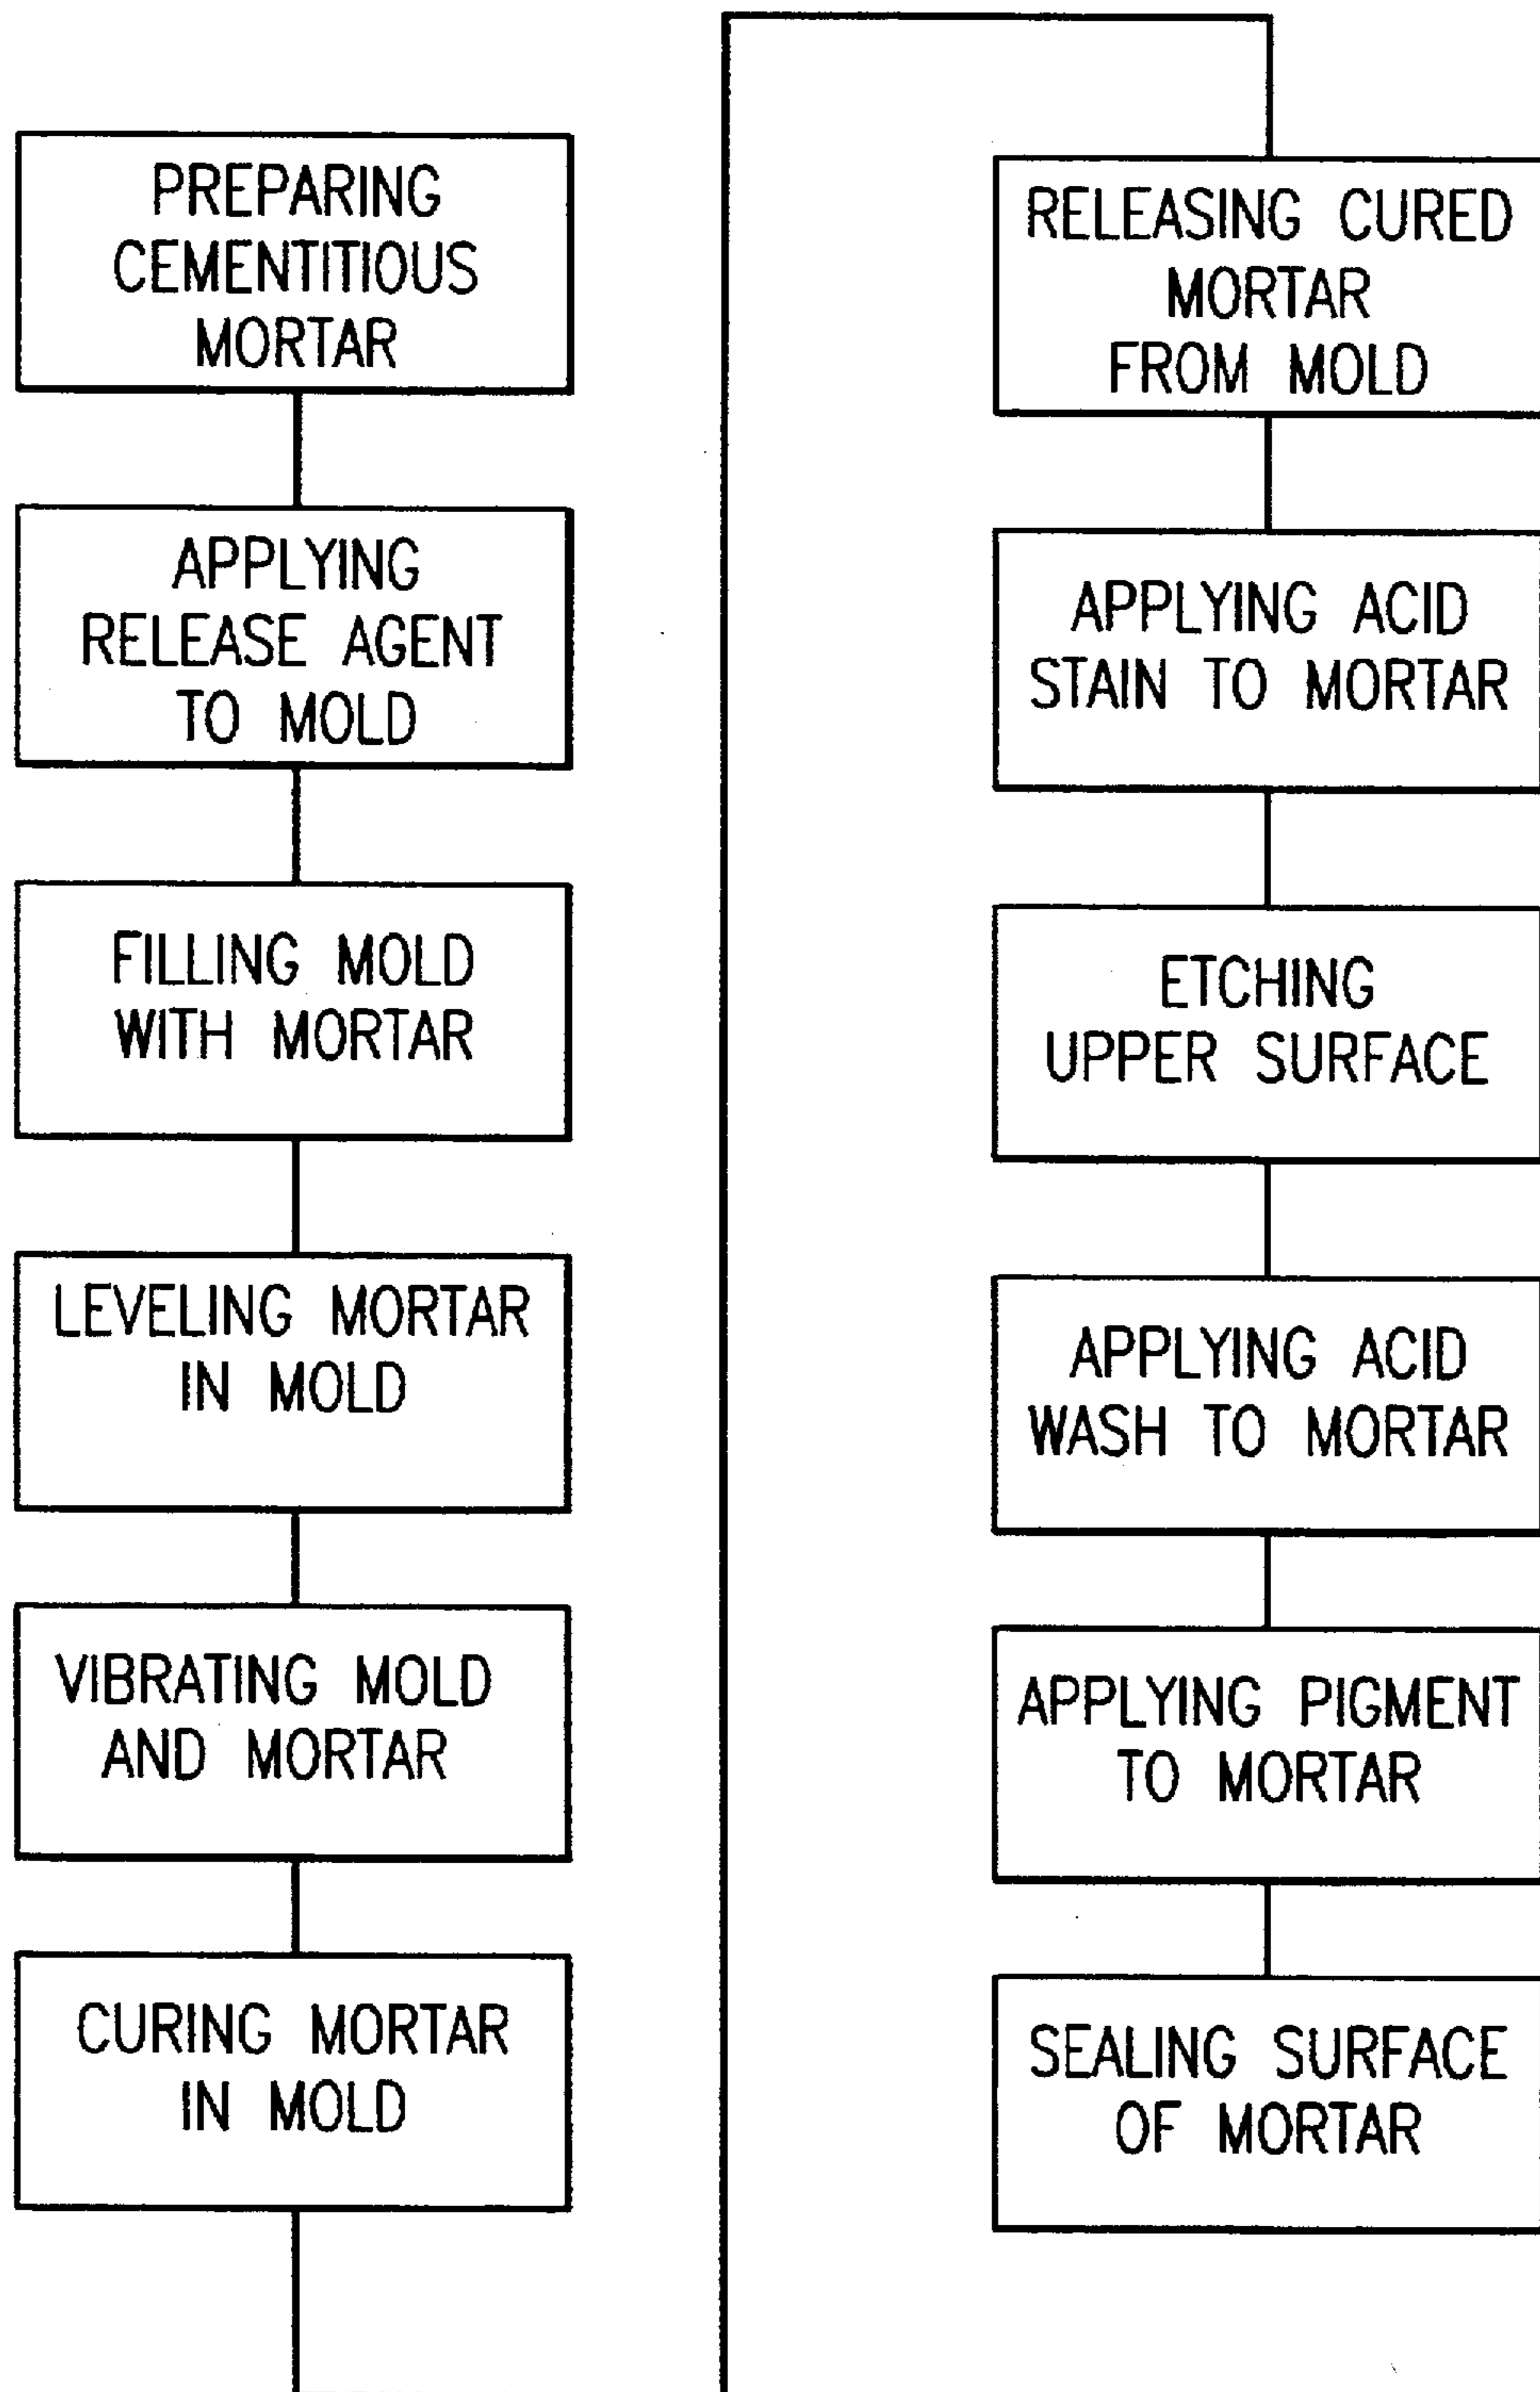 PREPARING
CEMENTITIOUS
MORTAR
APPLYING
RELEASE AGENT
TO MOLD
FILLING MOLD
WITH MORTAR
LEVELING MORTAR
IN MOLD
VIBRATING MOLD
AND MORTAR
CURING MORTAR
IN MOLD
RELEASING CURED
MORTAR
FROM MOLD
APPLYING ACID
STAIN TO MORTAR
ETCHING
UPPER SURFACE
APPLYING ACID
WASH TO MORTAR
APPLYING PIGMENT
TO MORTAR
SEALING SURFACE
OF MORTAR